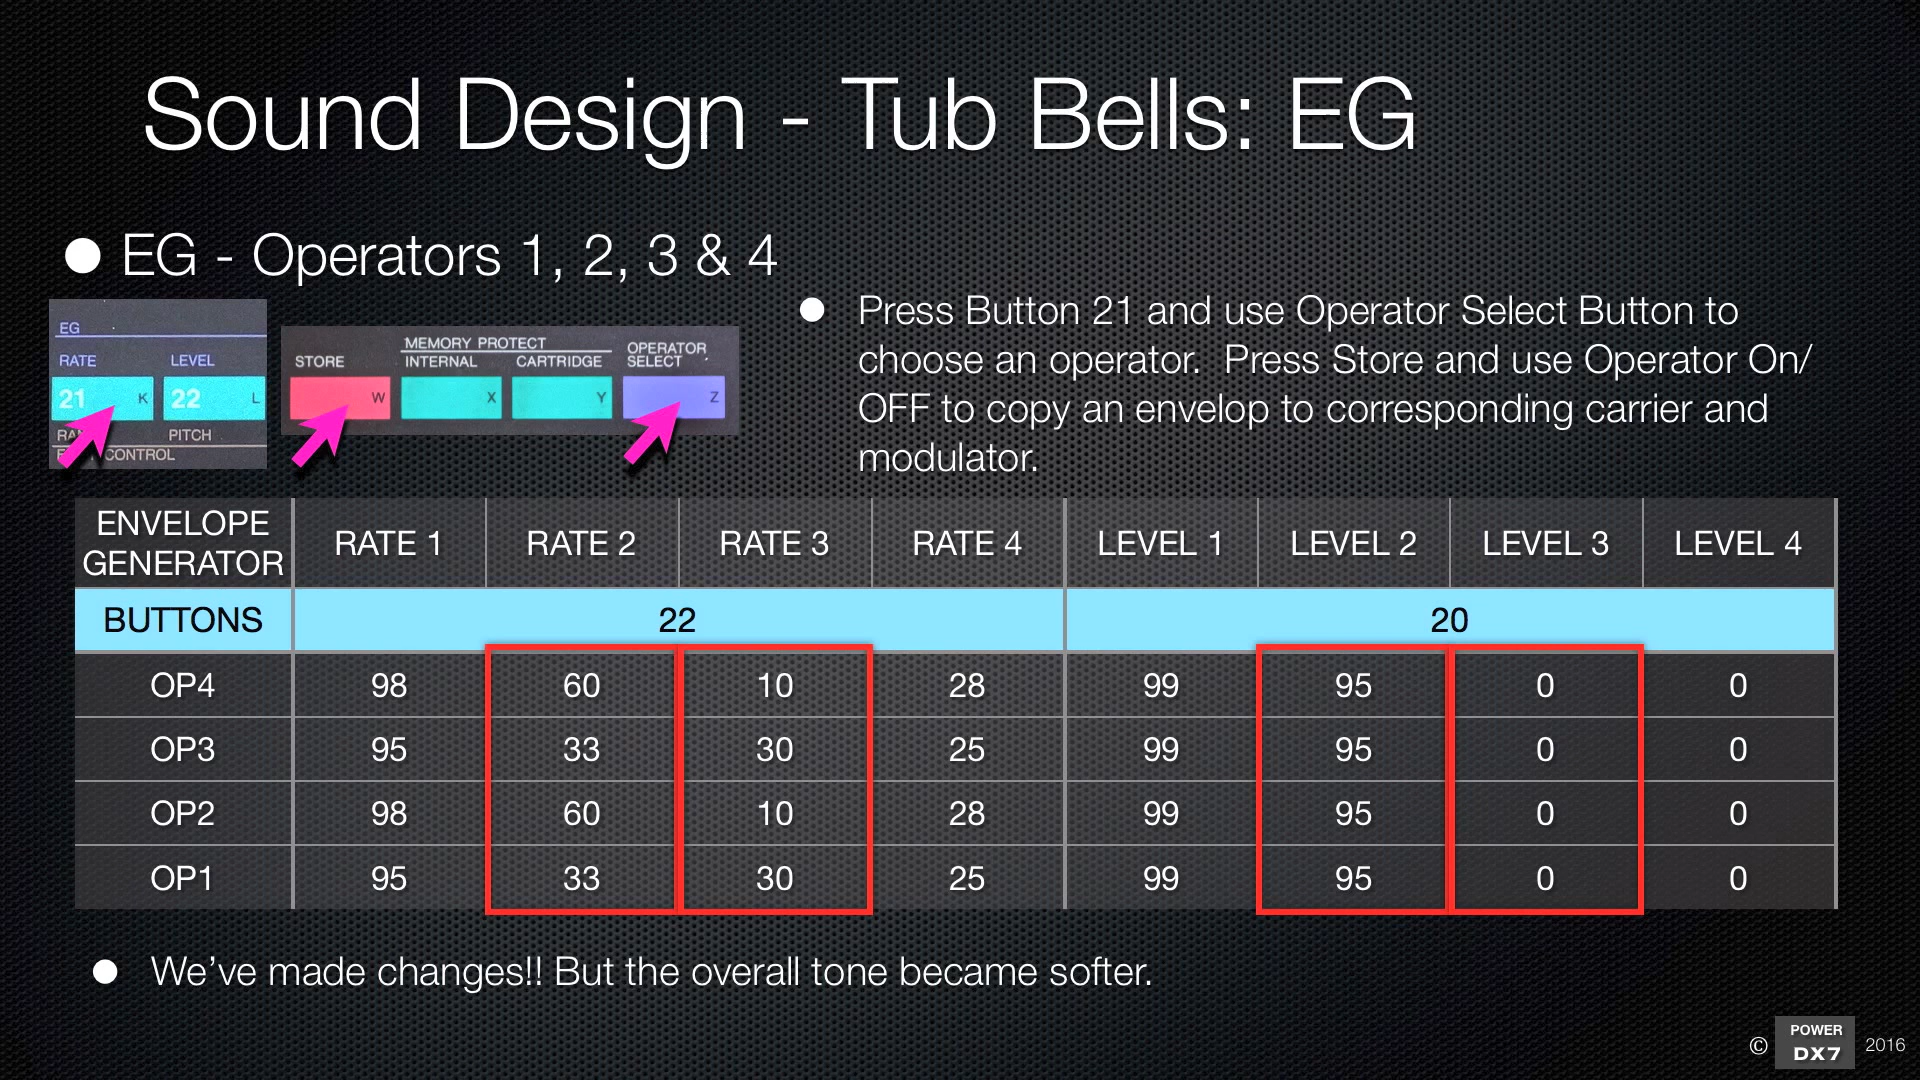 Sound Design - Tub Bells: EG
EG - Operators 1, 2, 3 & 4
EG
RATE LEVEL
21 K 22 L
PITCH
CONTROL
MEMORY PROTECT
STORE INTERNAL CARTRIDGE OPERATOR SELECT
W X Y Z
Press Button 21 and use Operator Select Button to
choose an operator.  Press Store and use Operator On/
OFF to copy an envelop to corresponding carrier and
modulator.
ENVELOPE GENERATOR RATE 1 RATE 2 RATE 3 RATE 4 LEVEL 1 LEVEL 2 LEVEL 3 LEVEL 4
BUTTONS 22 20
OP4 98 60 10 28 99 95 0 0
OP3 95 33 30 25 99 95 0 0
OP2 98 60 10 28 99 95 0 0
OP1 95 33 30 25 99 95 0 0
We’ve made changes!! But the overall tone became softer.
© POWER DX7 2016